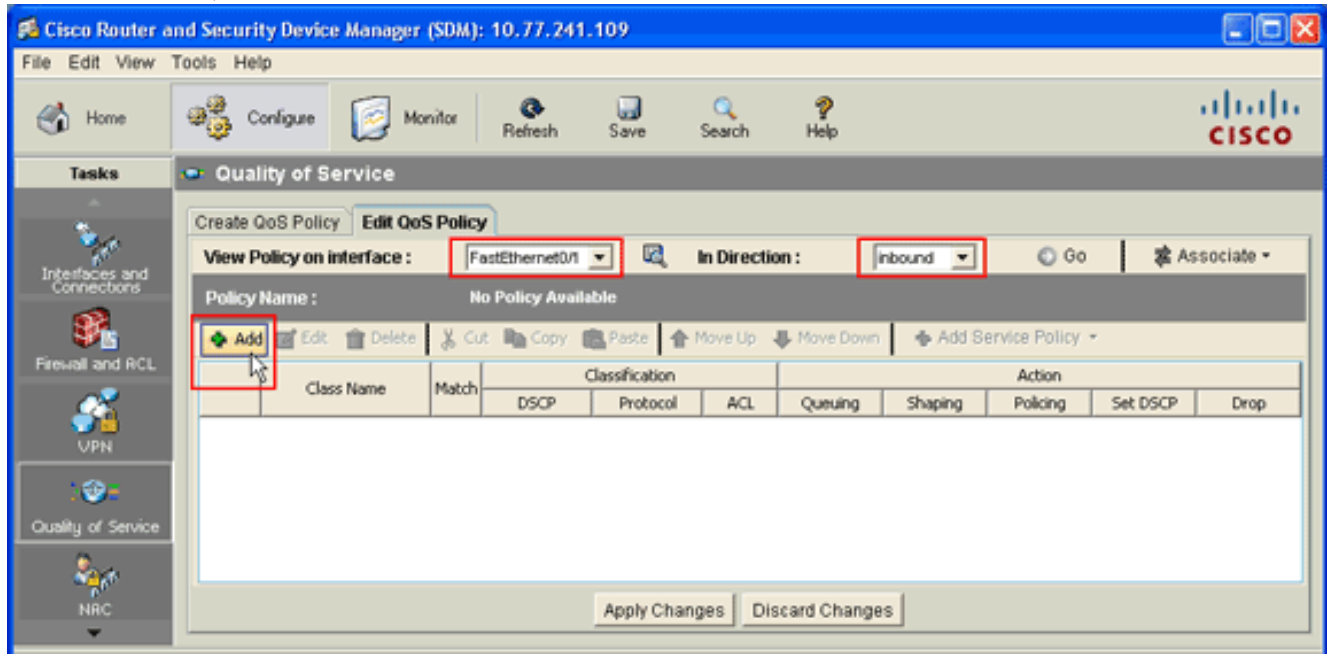 Cisco Router and Security Device Manager (SDM): 10.77.241.109
File Edit View Tools Help
Home Configure Monitor Refresh Save Search Help
CISCO
Tasks
Quality of Service
Create QoS Policy Edit QoS Policy
View Policy on interface : FastEthernet0/1 In Direction : inbound Go Associate
Policy Name : No Policy Available
Add Edit Delete Cut Copy Paste Move Up Move Down Add Service Policy
Class Name Match Classification Action
DSCP Protocol ACL Queuing Shaping Policing Set DSCP Drop
Interfaces and
Connections
Firewall and ACL
VPN
Quality of Service
NAC
Apply Changes Discard Changes